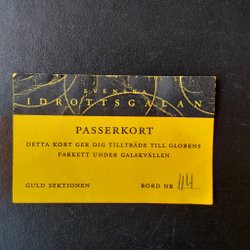 SVENSKA
IDROTTSGALAN
PASSERKORT
DETTA KORT GER DIG TILLTRÄDE TILL GLOBENS
PARKETT UNDER GALAKVÄLLEN
GULD SEKTIONEN BORD NR 114